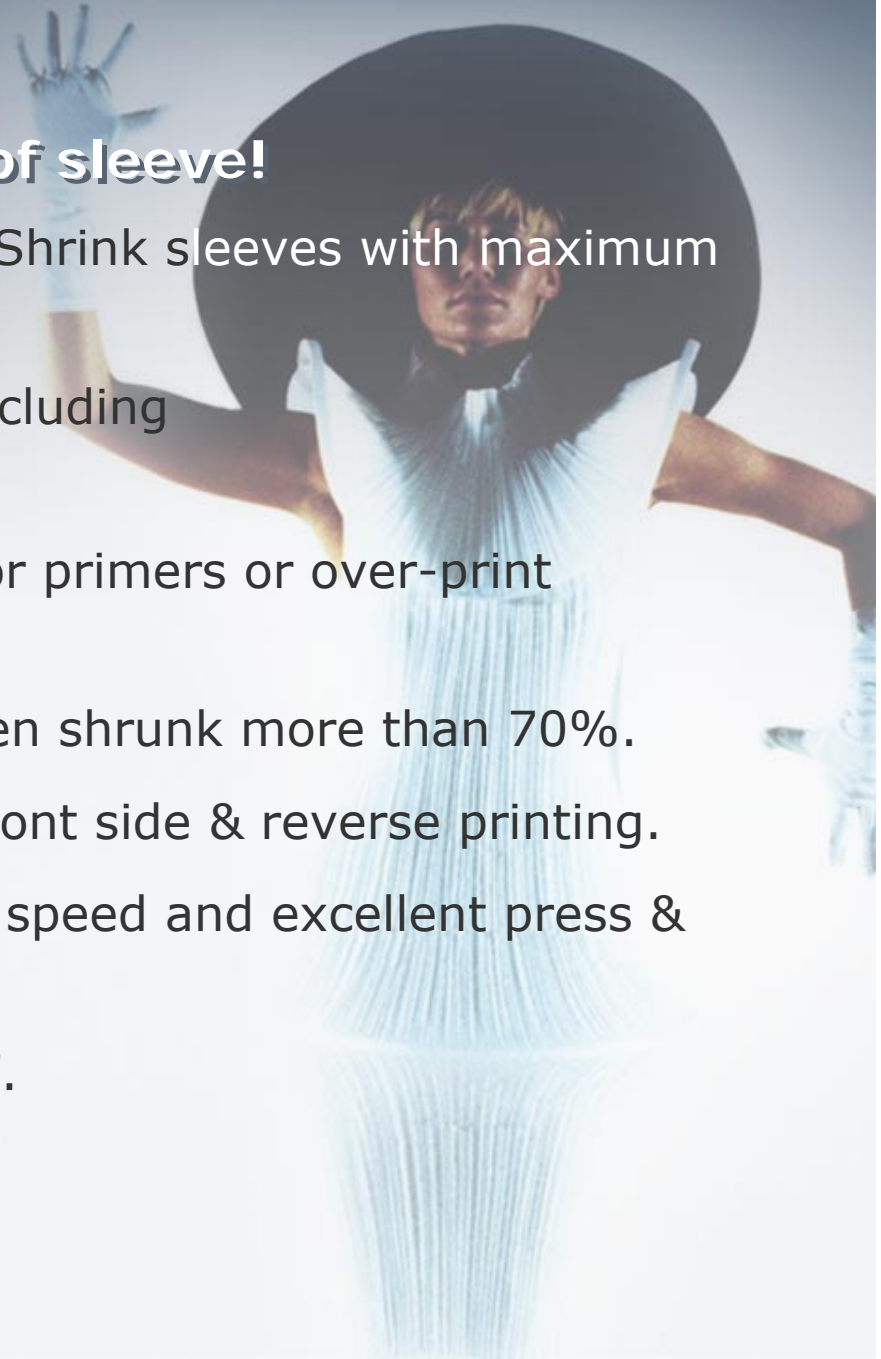 of sleeve!
Shrink sleeves with maximum
cluding
or primers or over-print
en shrunk more than 70%.
ont side & reverse printing.
speed and excellent press &
.